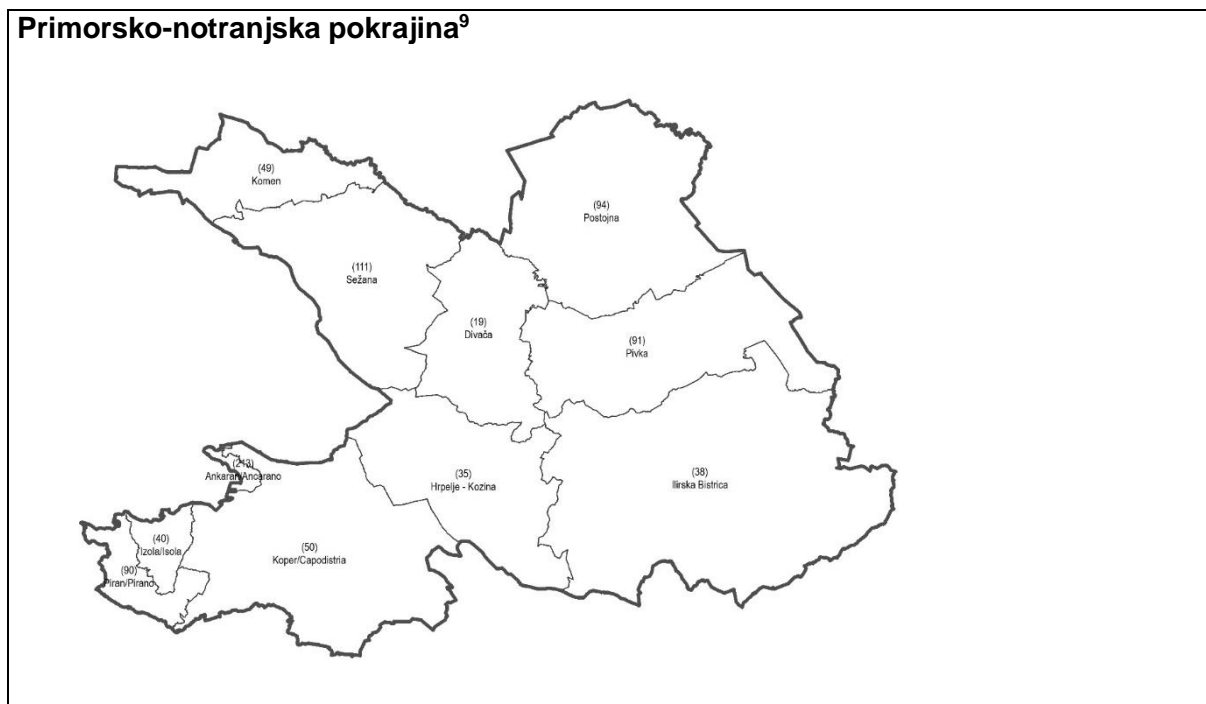 Primorsko-notranjska pokrajina9
(49)
Komen
(94)
Postojna
(111)
Sežana
(19)
Divača
(91)
Pivka
(213)
Ankaran/Ancarano
(35)
Hrpelje - Kozina
(38)
Ilirska Bistrica
(40)
Izola/Isola
(50)
Koper/Capodistria
(90)
Piran/Pirano